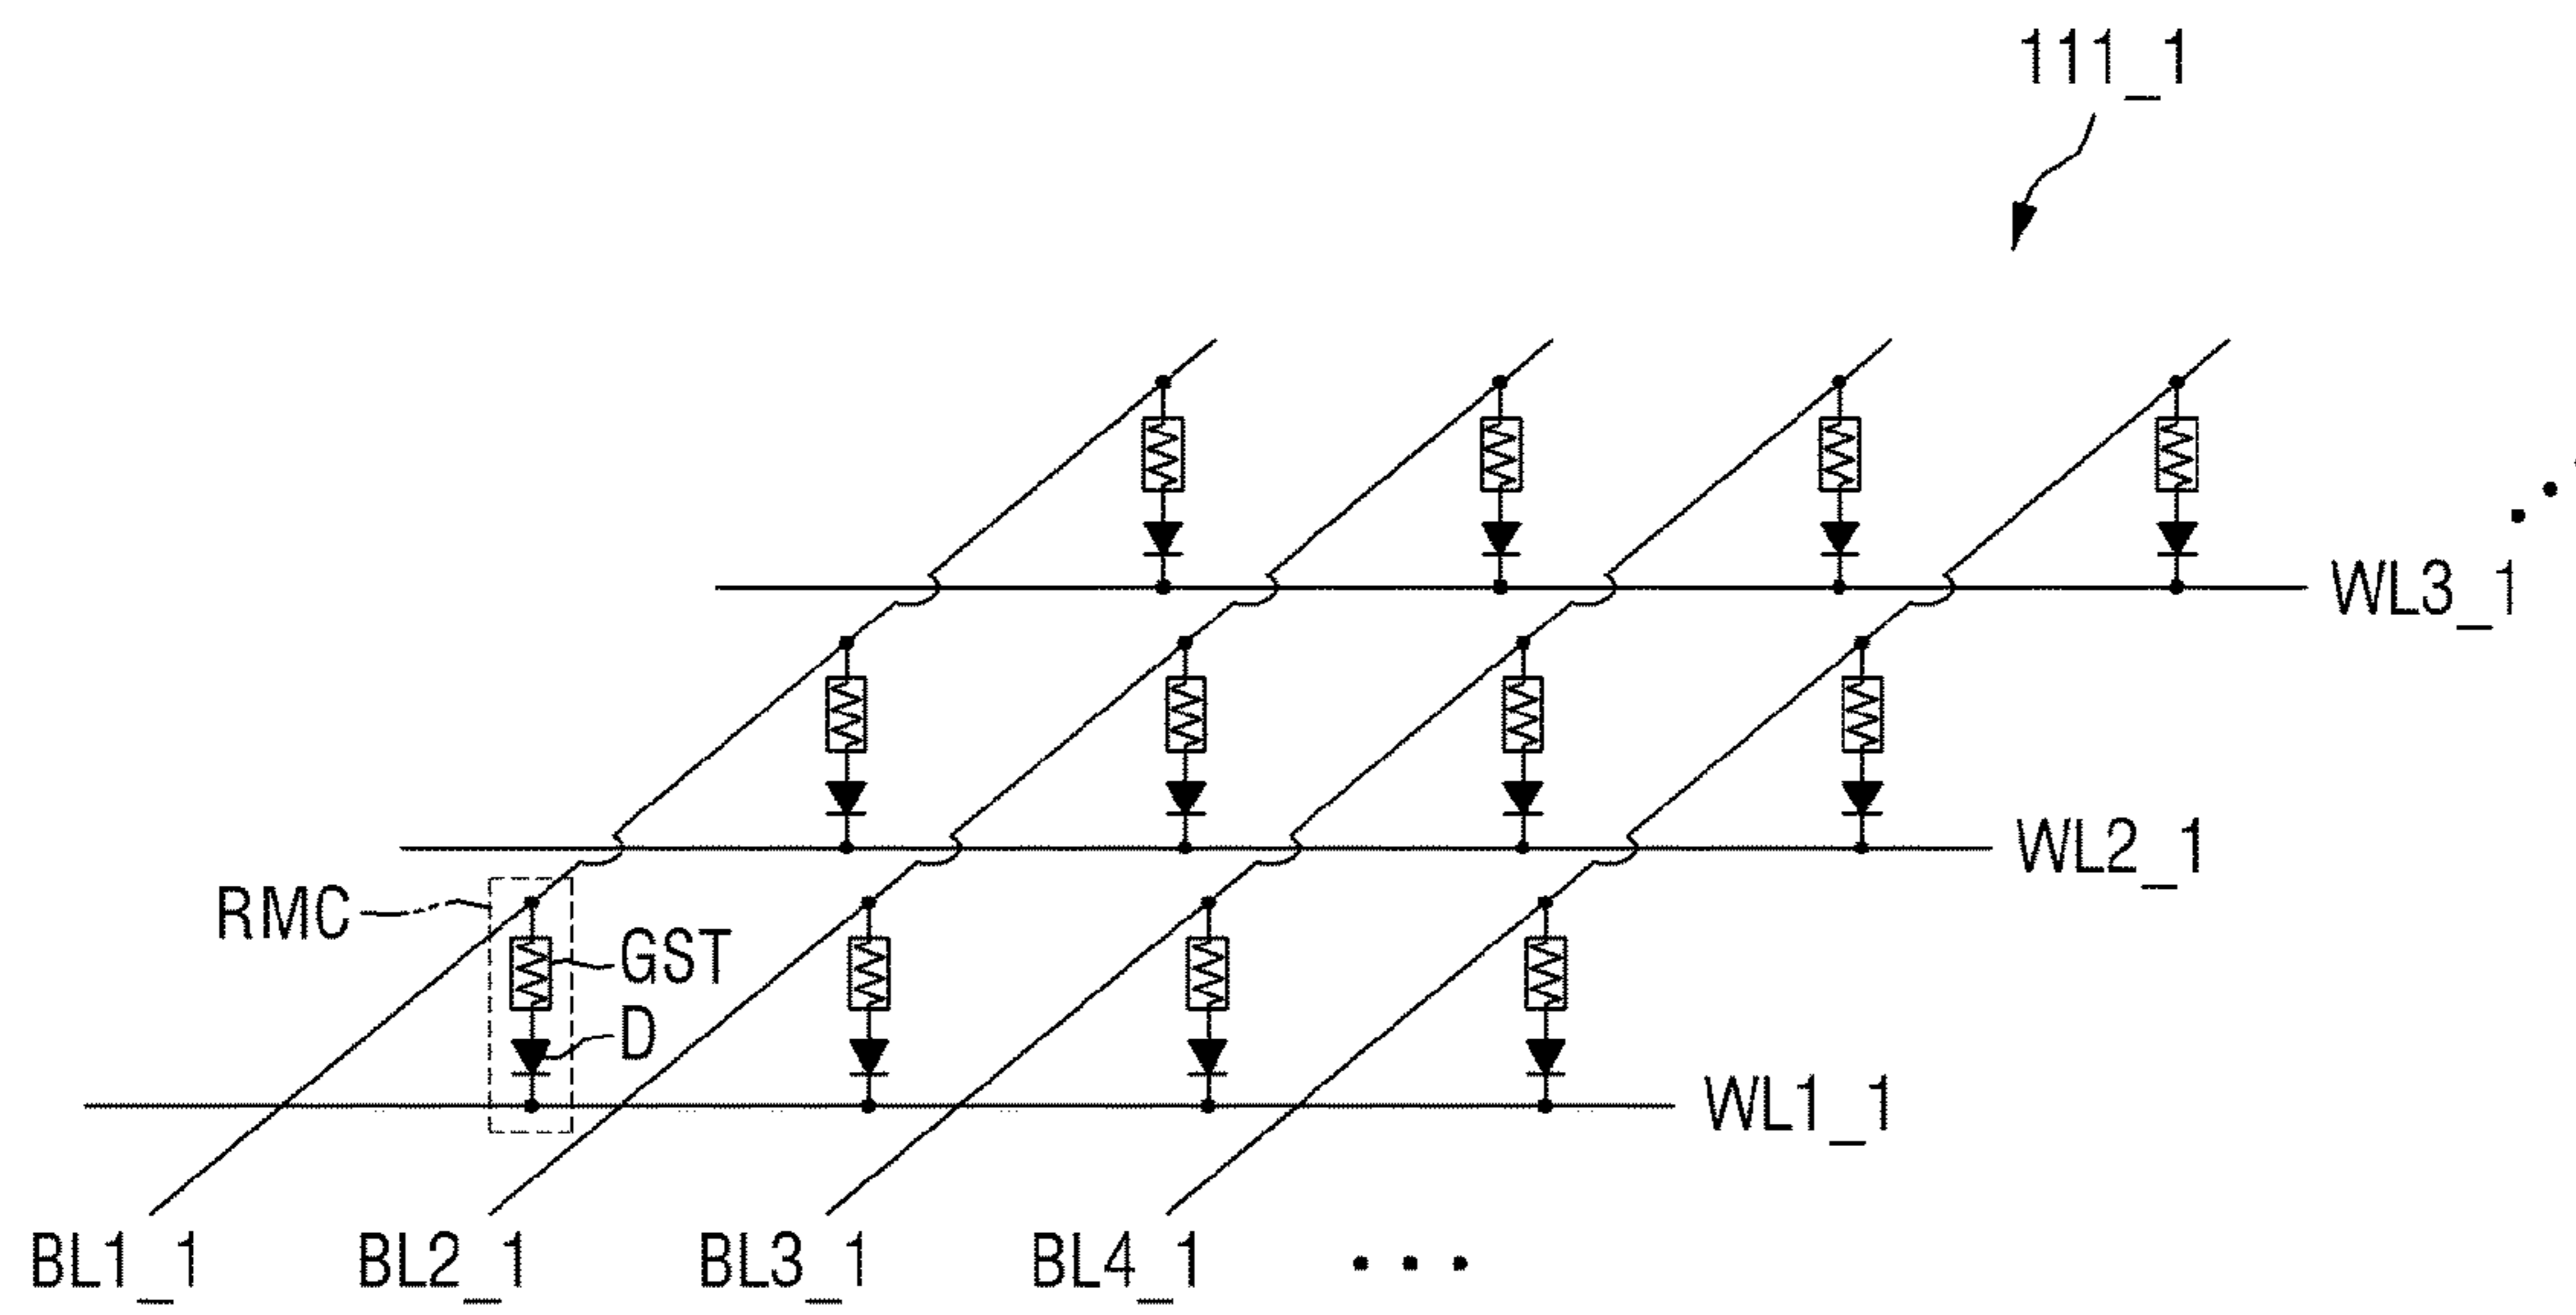 111_1
WL3_1
WL2_1
RMC
GST
D
WL1_1
BL1_1 BL2_1 BL3_1 BL4_1 • • •